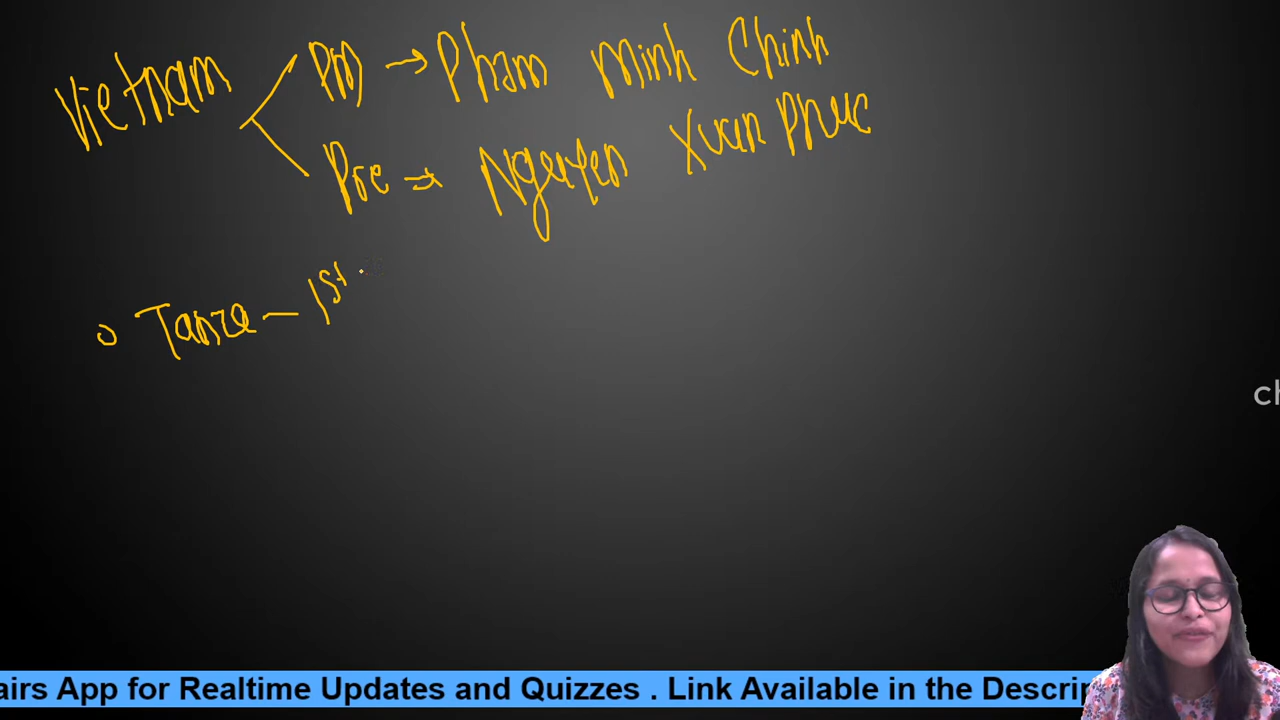 Vietnam PM → Pham Minh Chinh
Pre → Nguyen Xuan Phuc
o Tanza — 1st
ch
airs App for Realtime Updates and Quizzes . Link Available in the Descrip